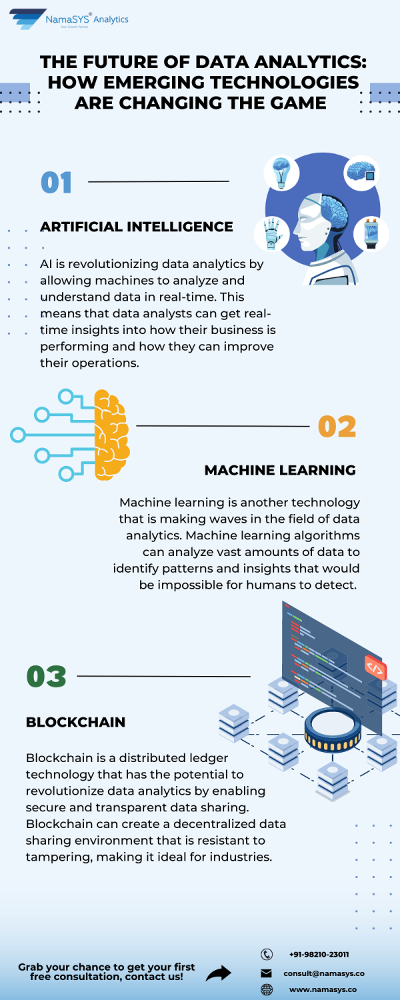 NamaSYS® Analytics
Your Growth Partner
THE FUTURE OF DATA ANALYTICS:
HOW EMERGING TECHNOLOGIES
ARE CHANGING THE GAME
01
ARTIFICIAL INTELLIGENCE
AI is revolutionizing data analytics by
allowing machines to analyze and
understand data in real-time. This
means that data analysts can get real-
time insights into how their business is
performing and how they can improve
their operations.
02
MACHINE LEARNING
Machine learning is another technology
that is making waves in the field of data
analytics. Machine learning algorithms
can analyze vast amounts of data to
identify patterns and insights that would
be impossible for humans to detect.
03
</>
BLOCKCHAIN
Blockchain is a distributed ledger
technology that has the potential to
revolutionize data analytics by enabling
secure and transparent data sharing.
Blockchain can create a decentralized data
sharing environment that is resistant to
tampering, making it ideal for industries.
Grab your chance to get your first
free consultation, contact us!
+91-98210-23011
consult@namasys.co
www.namasys.co